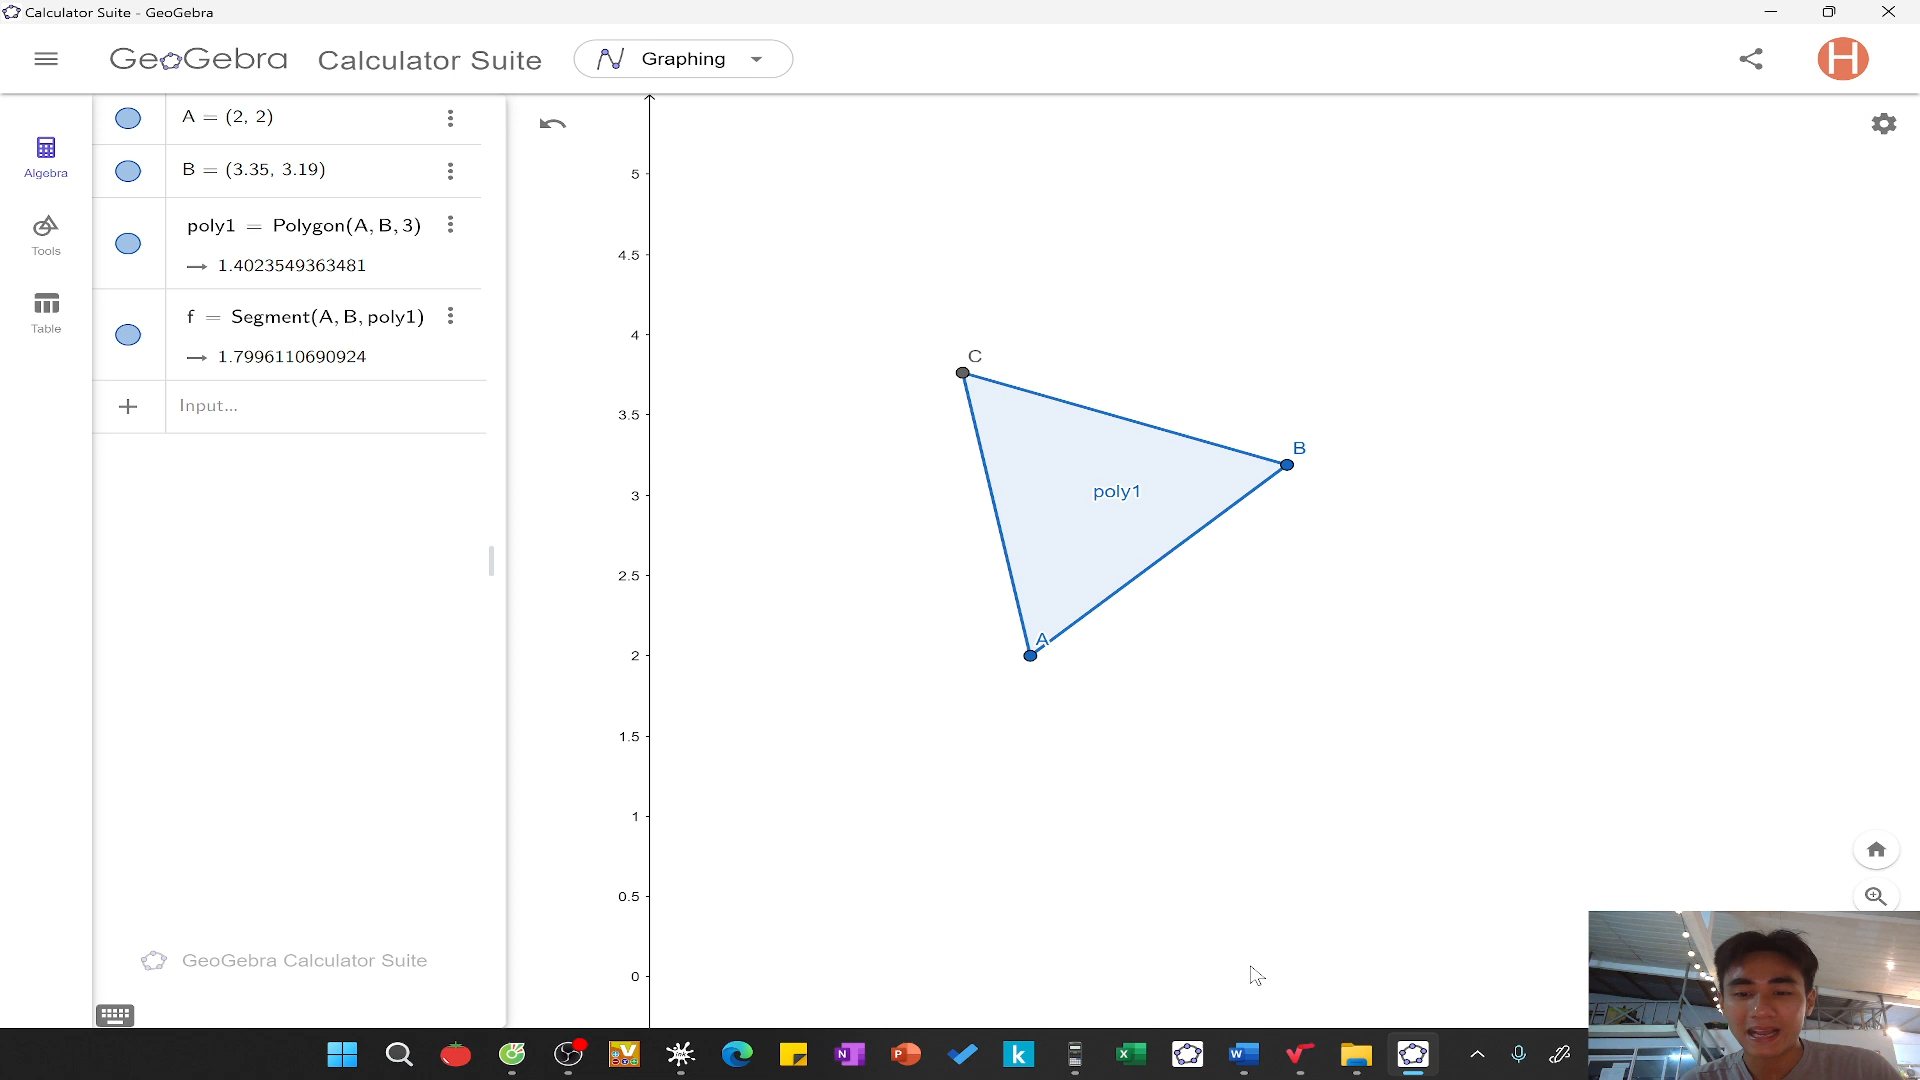 Calculator Suite - GeoGebra
GeoGebra Calculator Suite Graphing
H
A = (2, 2)
B = (3.35, 3.19)
poly1 = Polygon(A, B, 3)
→ 1.4023549363481
f = Segment(A, B, poly1)
→ 1.7996110690924
+ Input...
Algebra
Tools
Table
GeoGebra Calculator Suite
5
4.5
4
3.5
3
2.5
2
1.5
1
0.5
0
C
B
poly1
A
V
ink
N
P
k
X
W